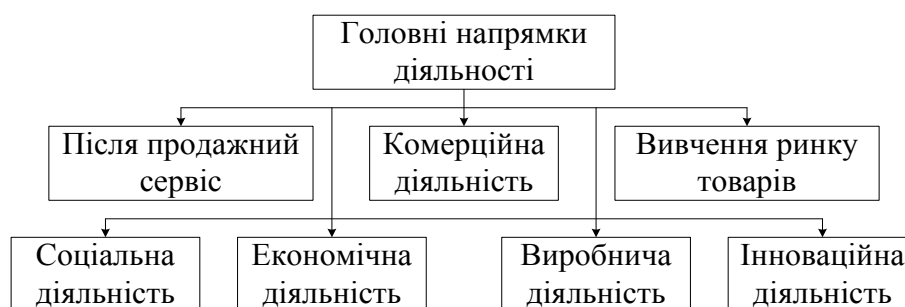 Головні напрямки
діяльності
Після продажний
сервіс
Комерційна
діяльність
Вивчення ринку
товарів
Соціальна
діяльність
Економічна
діяльність
Виробнича
діяльність
Інноваційна
діяльність